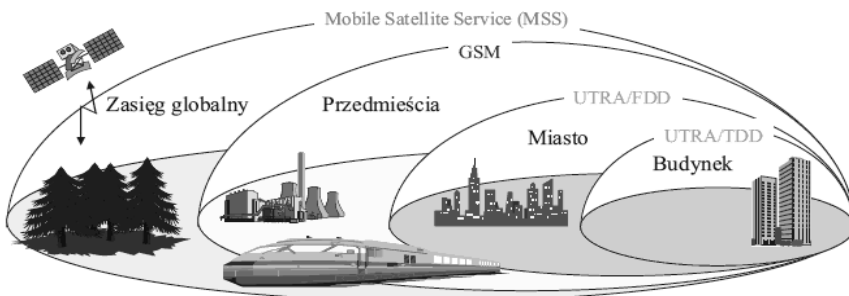 Mobile Satellite Service (MSS)
GSM
Zasięg globalny
Przedmieścia
UTRA/FDD
Miasto
UTRA/TDD
Budynek